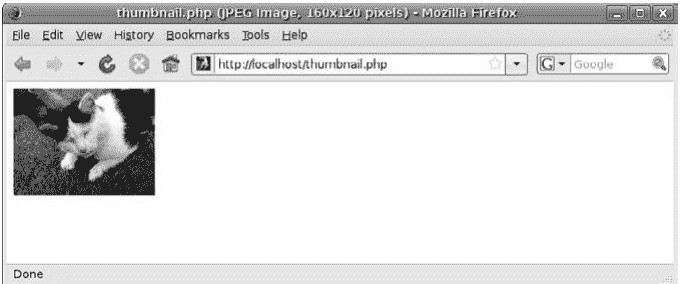 thumbnail.php (JPEG Image, 160x120 pixels) - Mozilla Firefox
File Edit View History Bookmarks Tools Help
http://localhost/thumbnail.php G Google
Done